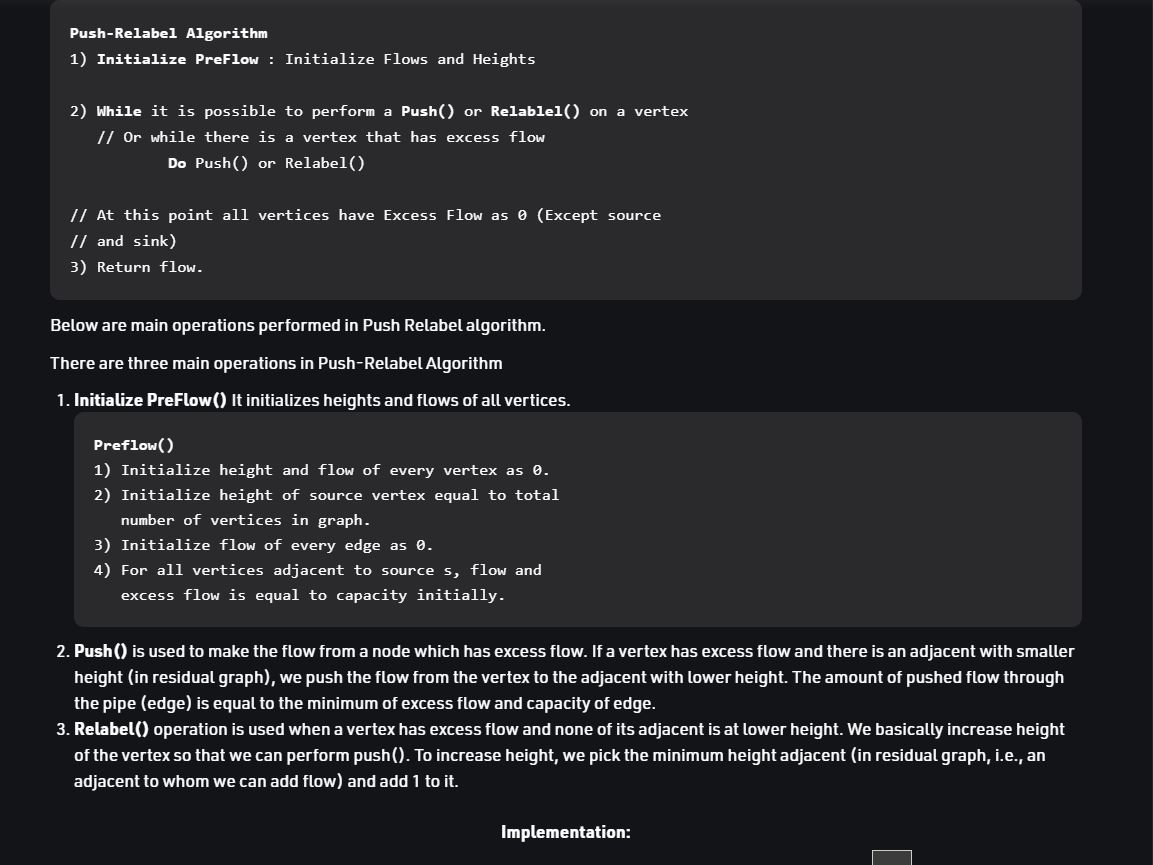 Push-Relabel Algorithm
1) Initialize PreFlow : Initialize Flows and Heights
2) While it is possible to perform a Push() or Relablel() on a vertex
// Or while there is a vertex that has excess flow
Do Push() or Relabel()
// At this point all vertices have Excess Flow as 0 (Except source
// and sink)
3) Return flow.
Below are main operations performed in Push Relabel algorithm.
There are three main operations in Push-Relabel Algorithm
1. Initialize PreFlow() It initializes heights and flows of all vertices.
Preflow()
1) Initialize height and flow of every vertex as 0.
2) Initialize height of source vertex equal to total
number of vertices in graph.
3) Initialize flow of every edge as 0.
4) For all vertices adjacent to source s, flow and
excess flow is equal to capacity initially.
2. Push() is used to make the flow from a node which has excess flow. If a vertex has excess flow and there is an adjacent with smaller
height (in residual graph), we push the flow from the vertex to the adjacent with lower height. The amount of pushed flow through
the pipe (edge) is equal to the minimum of excess flow and capacity of edge.
3. Relabel() operation is used when a vertex has excess flow and none of its adjacent is at lower height. We basically increase height
of the vertex so that we can perform push(). To increase height, we pick the minimum height adjacent (in residual graph, i.e., an
adjacent to whom we can add flow) and add 1 to it.
Implementation: